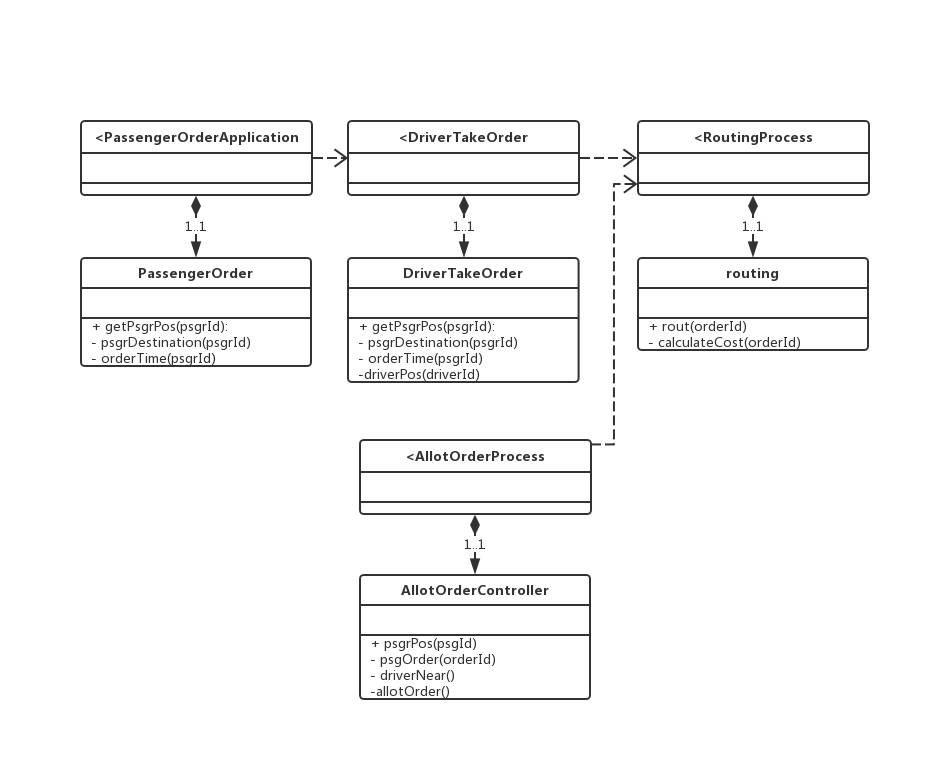 <PassengerOrderApplication
<DriverTakeOrder
<RoutingProcess
1..1
1..1
1..1
PassengerOrder
+ getPsgrPos(psgrId):
- psgrDestination(psgrId)
- orderTime(psgrId)
DriverTakeOrder
+ getPsgrPos(psgrId):
- psgrDestination(psgrId)
- orderTime(psgrId)
-driverPos(driverId)
routing
+ rout(orderId)
- calculateCost(orderId)
<AllotOrderProcess
1..1
AllotOrderController
+ psgrPos(psgId)
- psgOrder(orderId)
- driverNear()
-allotOrder()